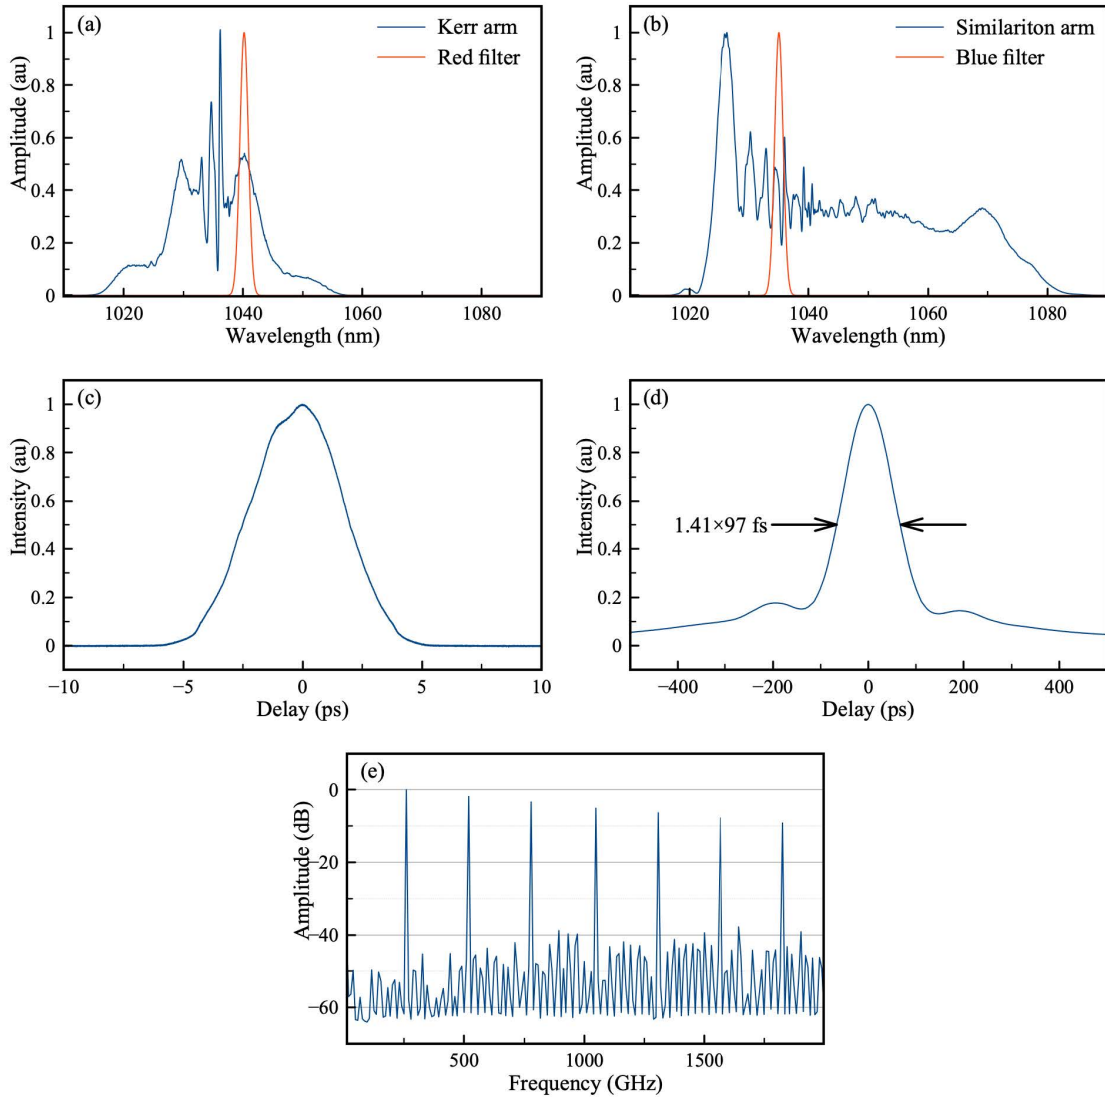 (a)
Kerr arm
Red filter
Amplitude (au)
1
0.8
0.6
0.4
0.2
0
1020 1040 1060 1080
Wavelength (nm)
(b)
Similariton arm
Blue filter
Amplitude (au)
1
0.8
0.6
0.4
0.2
0
1020 1040 1060 1080
Wavelength (nm)
(c)
Intensity (au)
1
0.8
0.6
0.4
0.2
0
−10 −5 0 5 10
Delay (ps)
(d)
1.41×97 fs
Intensity (au)
1
0.8
0.6
0.4
0.2
0
−400 −200 0 200 400
Delay (ps)
(e)
Amplitude (dB)
0
−20
−40
−60
500 1000 1500
Frequency (GHz)